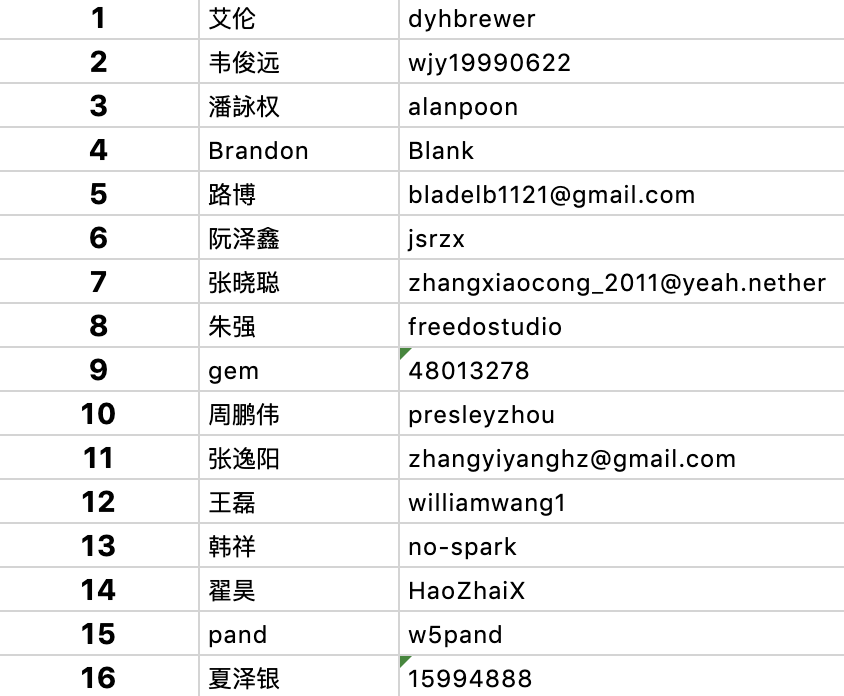 1 艾伦 dyhbrewer
2 韦俊远 wjy19990622
3 潘詠权 alanpoon
4 Brandon Blank
5 路博 bladelb1121@gmail.com
6 阮泽鑫 jsrzx
7 张晓聪 zhangxiaocong_2011@yeah.nether
8 朱强 freedostudio
9 gem 48013278
10 周鹏伟 presleyzhou
11 张逸阳 zhangyiyanghz@gmail.com
12 王磊 williamwang1
13 韩祥 no-spark
14 翟昊 HaoZhaiX
15 pand w5pand
16 夏泽银 15994888